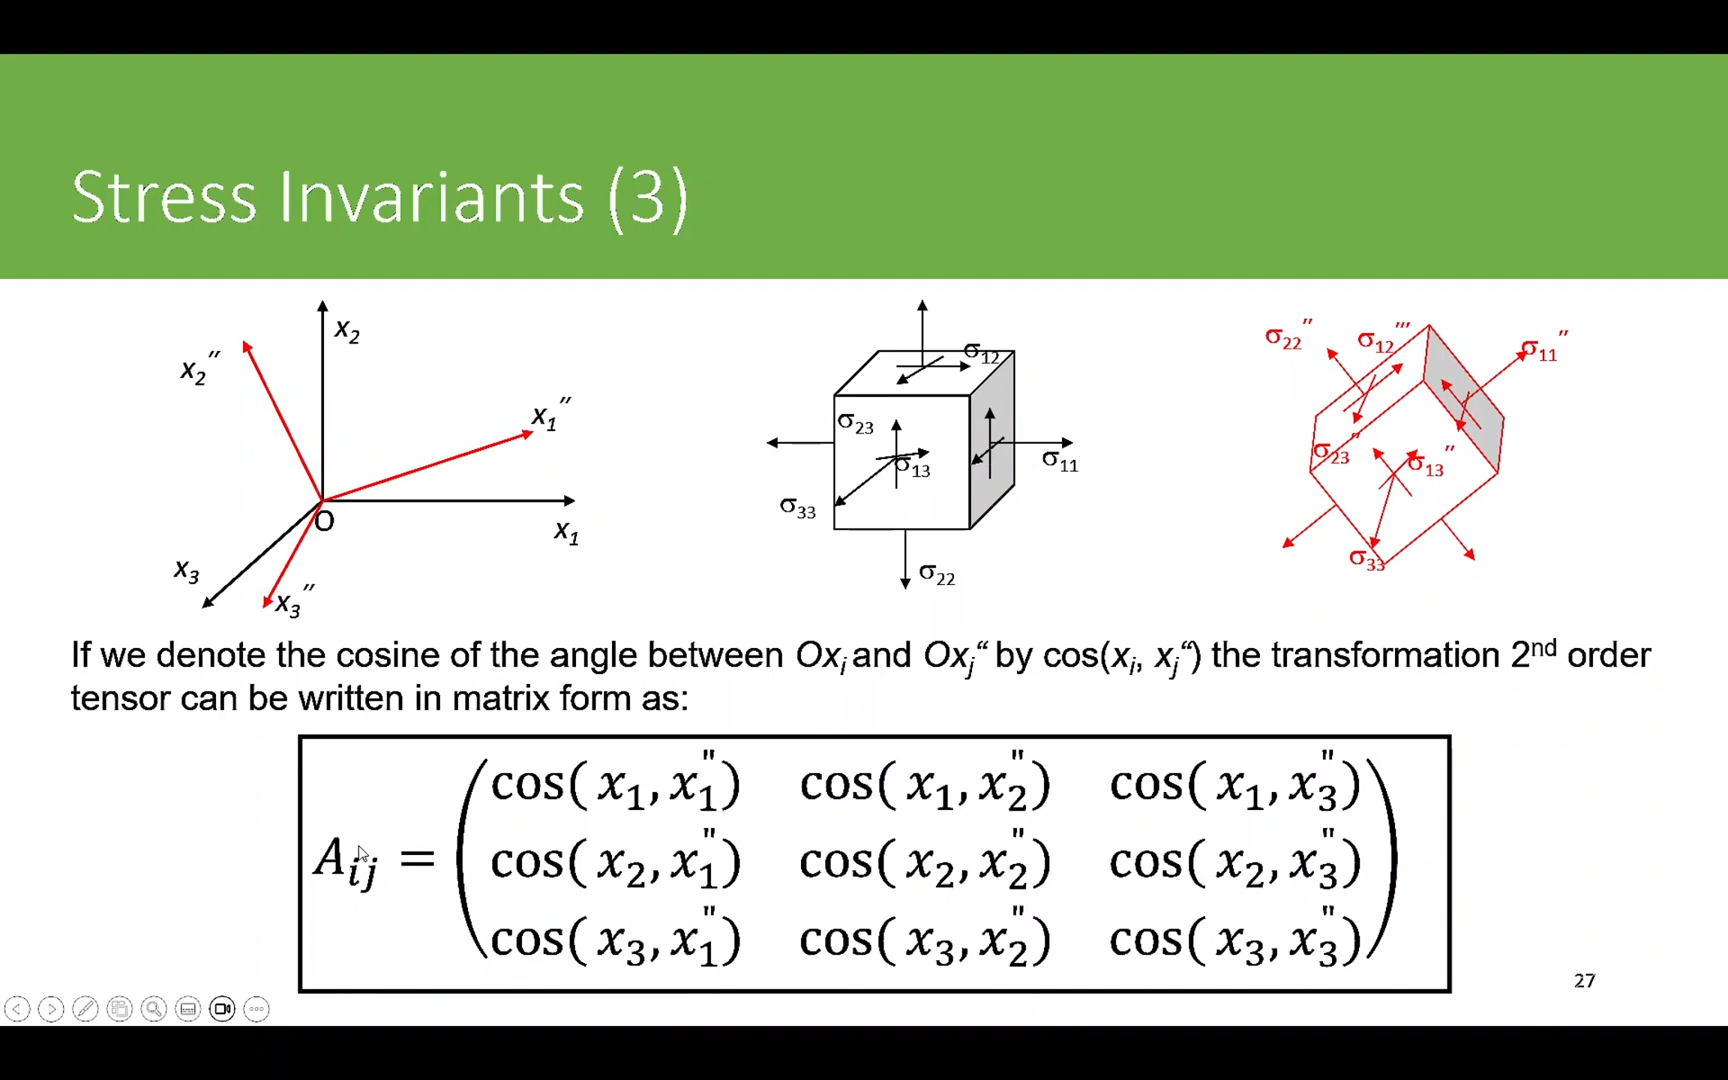 Stress Invariants (3)
x₂
x₂″
x₁″
O
x₁
x₃
x₃″
σ₁₂
σ₂₃
σ₁₃
σ₁₁
σ₃₃
σ₂₂
σ₂₂″
σ₁₂‴
σ₁₁″
σ₂₃″
σ₁₃″
σ₃₃
If we denote the cosine of the angle between Oxᵢ and Oxⱼ“ by cos(xᵢ, xⱼ“) the transformation 2ⁿᵈ order
tensor can be written in matrix form as:
cos( x₁, x₁") cos( x₁, x₂") cos( x₁, x₃")
Aᵢⱼ = cos( x₂, x₁") cos( x₂, x₂") cos( x₂, x₃")
cos( x₃, x₁") cos( x₃, x₂") cos( x₃, x₃")
27